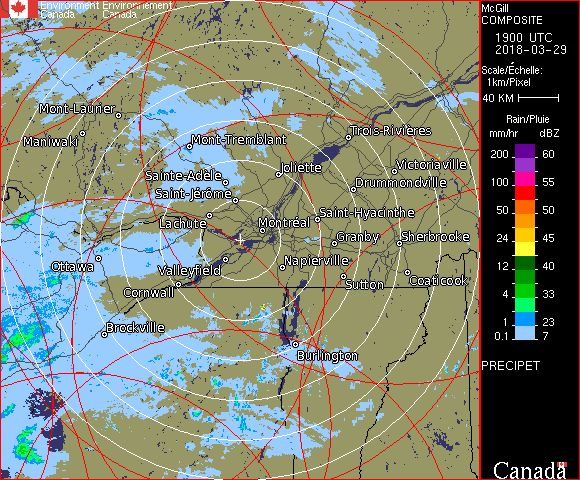 Environment Environnement
Canada Canada
McGill
COMPOSITE
1900 UTC
2018-03-29
Scale/Échelle:
1km/Pixel
40 KM
Rain/Pluie
mm/hr dBZ
200 60
100 55
50 50
24 45
12 40
4 33
1 23
0.1 7
PRECIPET
Canada
Mont-Laurier
Maniwaki
Mont-Tremblant
Trois-Rivières
Sainte-Adèle
Joliette
Victoriaville
Saint-Jérôme
Drummondville
Lachute
Saint-Hyacinthe
Montréal
Granby
Sherbrooke
Ottawa
Valleyfield
Napierville
Cornwall
Sutton
Coaticook
Brockville
Burlington